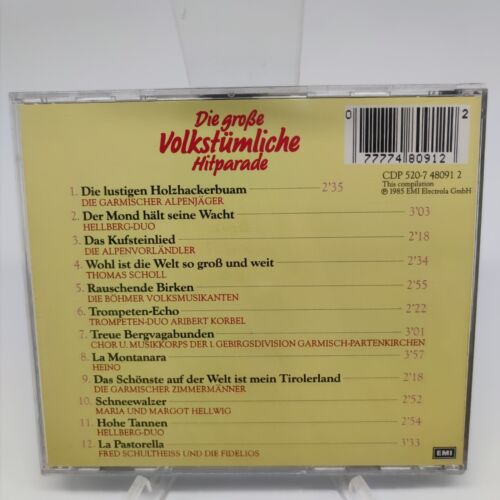 Die große
Volkstümliche
Hitparade
0 77774 80912 2
CDP 520-7 48091 2
This compilation
℗ 1985 EMI Electrola GmbH
1. Die lustigen Holzhackerbuam 2'35
DIE GARMISCHER ALPENJÄGER
2. Der Mond hält seine Wacht 3'03
HELLBERG-DUO
3. Das Kufsteinlied 2'18
DIE ALPENVORLÄNDLER
4. Wohl ist die Welt so groß und weit 2'34
THOMAS SCHOLL
5. Rauschende Birken 2'55
DIE BÖHMER VOLKSMUSIKANTEN
6. Trompeten-Echo 2'22
TROMPETEN-DUO ARIBERT KORBEL
7. Treue Bergvagabunden 3'01
CHOR U. MUSIKKORPS DER 1. GEBIRGSDIVISION GARMISCH-PARTENKIRCHEN
8. La Montanara 3'57
HEINO
9. Das Schönste auf der Welt ist mein Tirolerland 2'18
DIE GARMISCHER ZIMMERMÄNNER
10. Schneewalzer 2'52
MARIA UND MARGOT HELLWIG
11. Hohe Tannen 2'54
HELLBERG-DUO
12. La Pastorella 3'33
FRED SCHULTHEISS UND DIE FIDELIOS
EMI